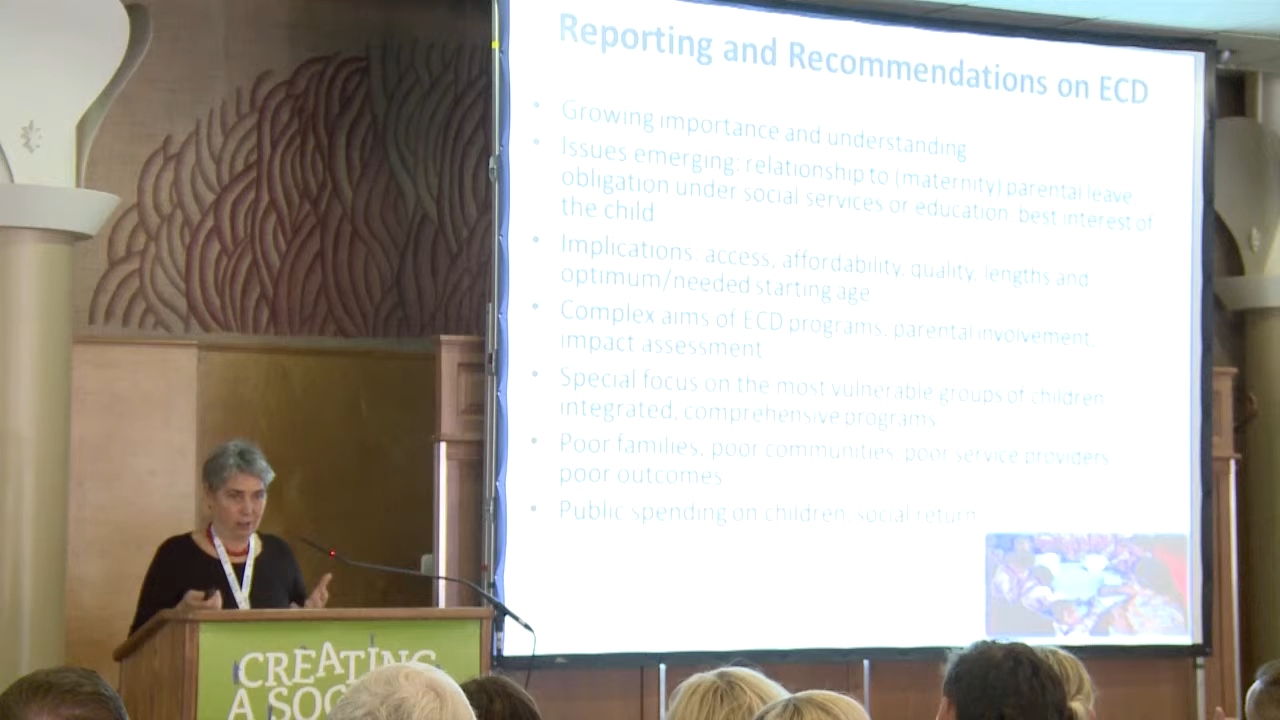 Reporting and Recommendations on ECD
• Growing importance and understanding
• Issues emerging: relationship to (maternity) parental leave,
obligation under social services or education, best interest of
the child
• Implications: access, affordability, quality, lengths and
optimum/needed starting age
• Complex aims of ECD programs, parental involvement,
impact assessment
• Special focus on the most vulnerable groups of children
integrated, comprehensive programs
• Poor families, poor communities, poor service providers,
poor outcomes
• Public spending on children, social return
CREATING
A SOC